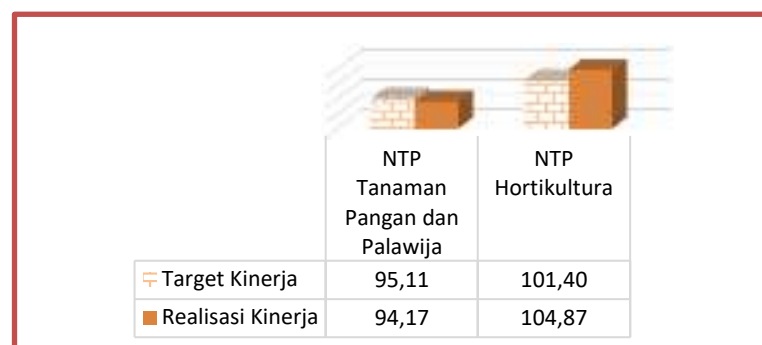 NTP
Tanaman
Pangan dan
Palawija
NTP
Hortikultura
Target Kinerja 95,11 101,40
Realisasi Kinerja 94,17 104,87